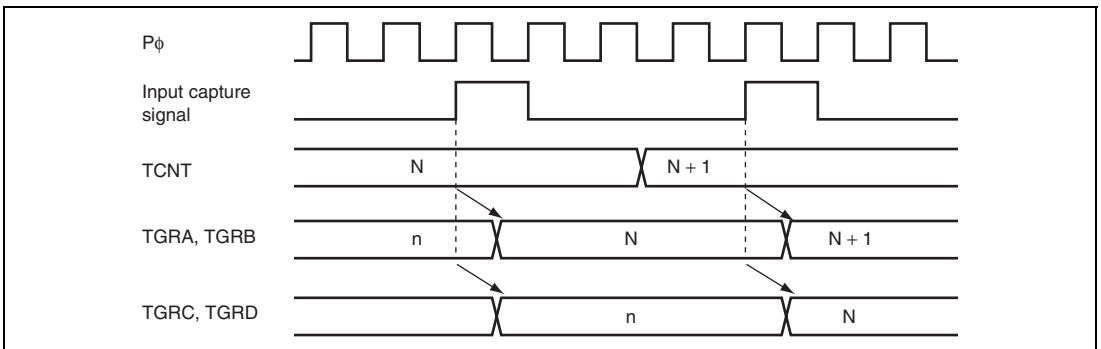 Pϕ
Input capture
signal
TCNT
N
N + 1
TGRA, TGRB
n
N
N + 1
TGRC, TGRD
n
N